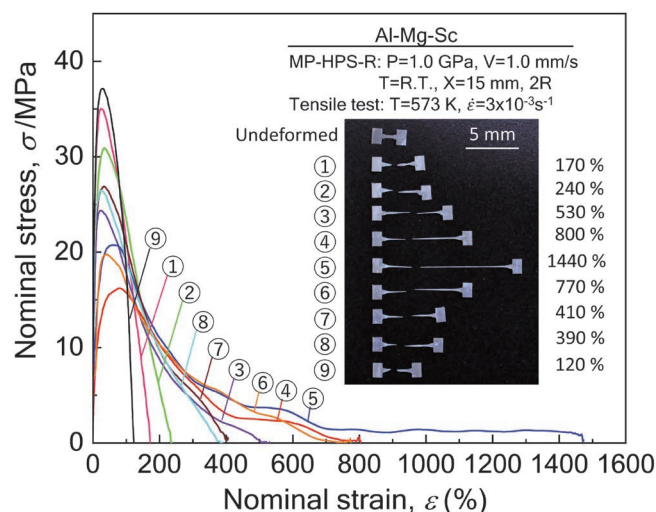 Al-Mg-Sc
MP-HPS-R: P=1.0 GPa, V=1.0 mm/s
T=R.T., X=15 mm, 2R
Tensile test: T=573 K, ε̇=3x10⁻³s⁻¹
Undeformed
5 mm
① 170 %
② 240 %
③ 530 %
④ 800 %
⑤ 1440 %
⑥ 770 %
⑦ 410 %
⑧ 390 %
⑨ 120 %
Nominal stress, σ/MPa
40
30
20
10
0
⑨
①
②
⑧
⑦
③
⑥
④
⑤
0 200 400 600 800 1000 1200 1400 1600
Nominal strain, ε(%)